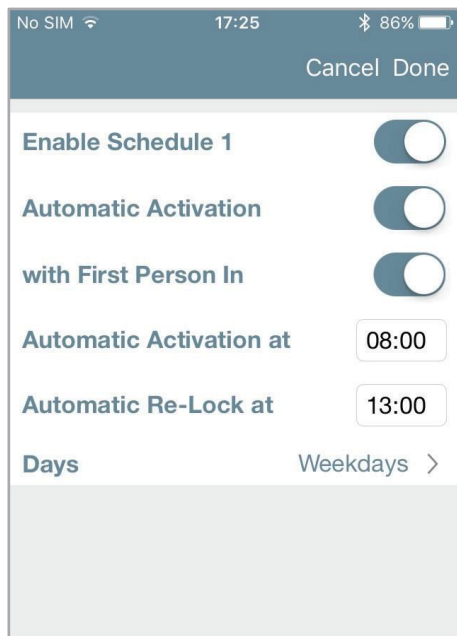 No SIM 17:25 86%
Cancel Done
Enable Schedule 1
Automatic Activation
with First Person In
Automatic Activation at 08:00
Automatic Re-Lock at 13:00
Days Weekdays >